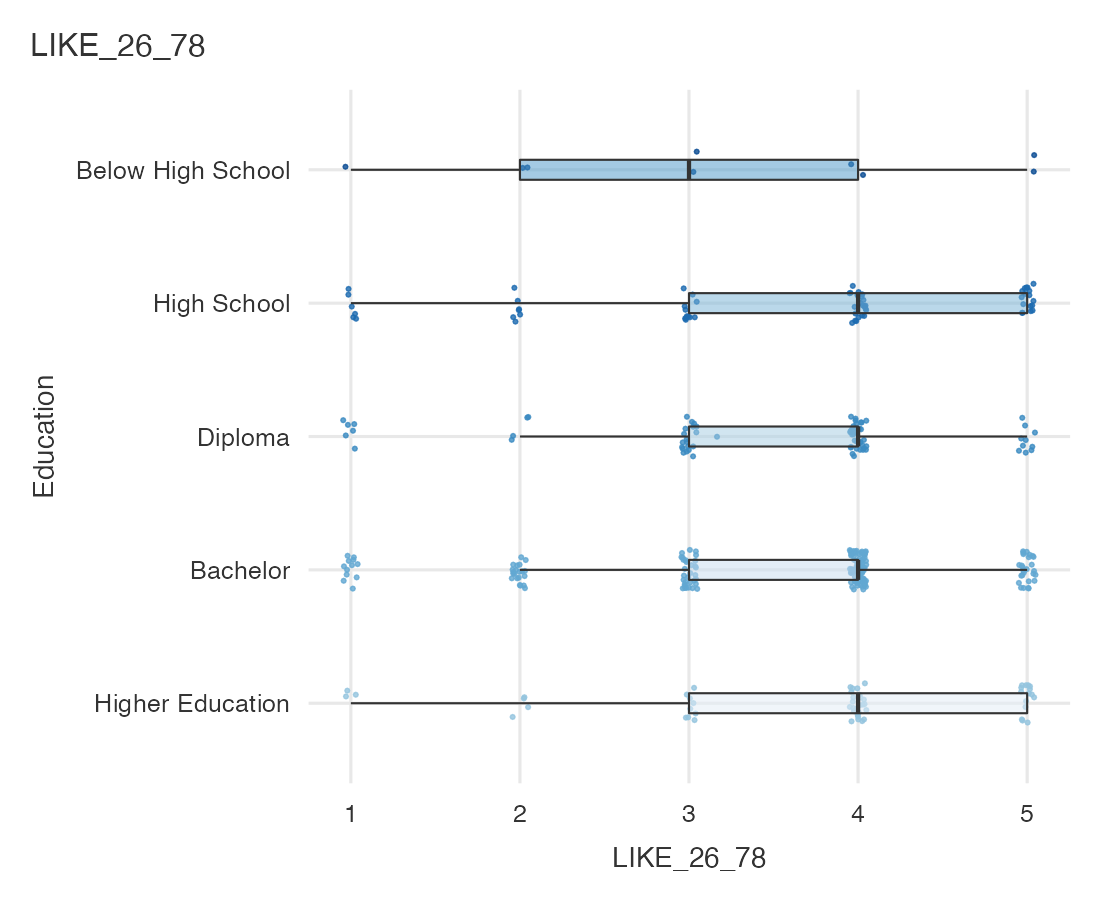 LIKE_26_78
Below High School
High School
Diploma
Bachelor
Higher Education
Education
1 2 3 4 5
LIKE_26_78